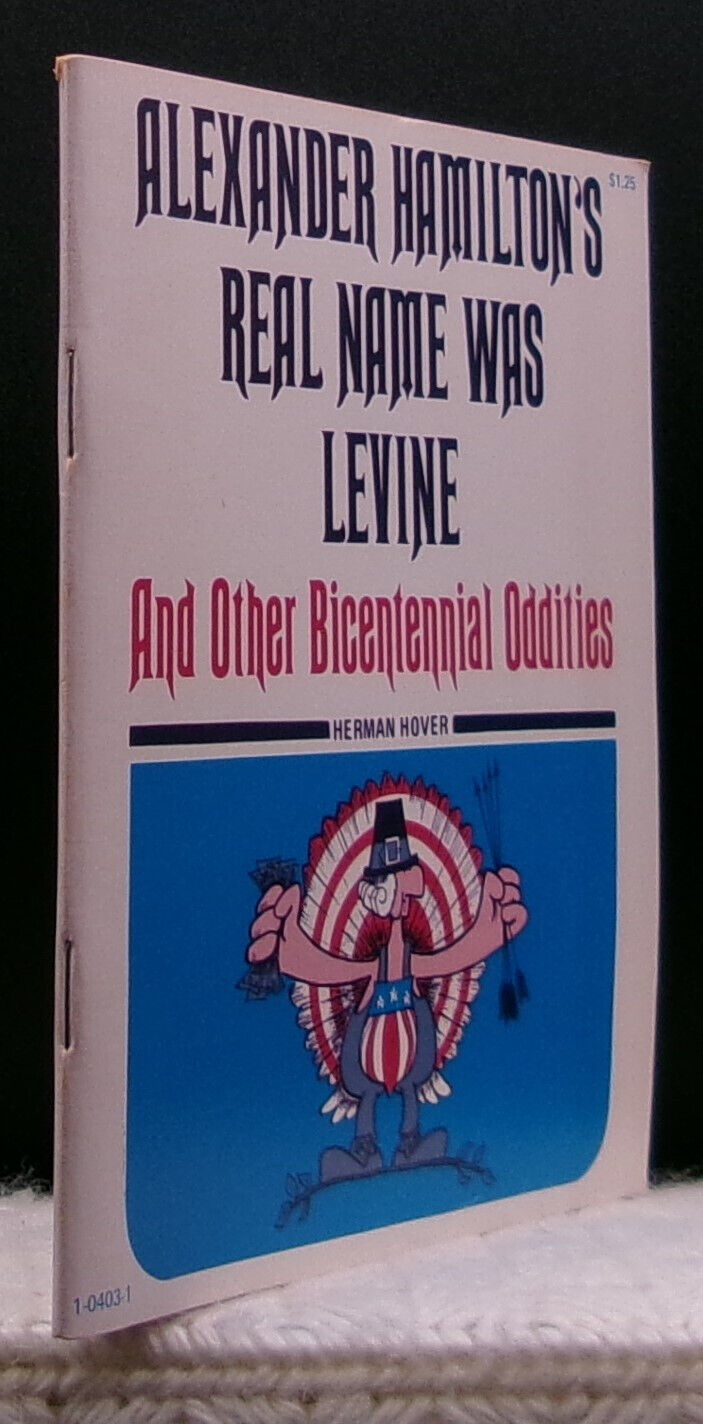 ALEXANDER HAMILTON'S
$1.25
REAL NAME WAS
LEVINE
And Other Bicentennial Oddities
HERMAN HOVER
1-0403-1